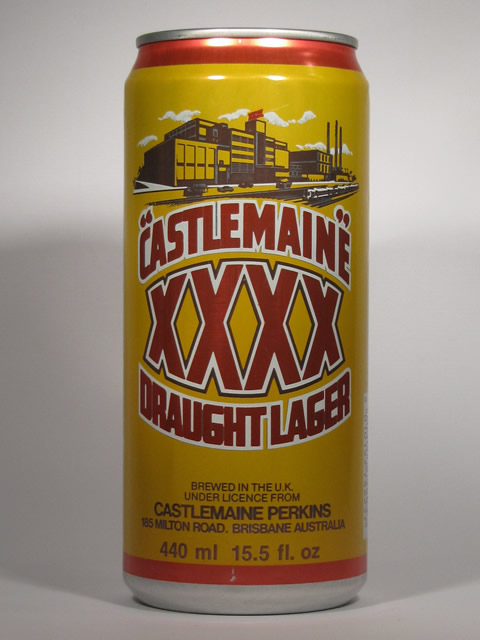 "CASTLEMAINE"
XXXX
DRAUGHT LAGER
BREWED IN THE U.K.
UNDER LICENCE FROM
CASTLEMAINE PERKINS
185 MILTON ROAD. BRISBANE AUSTRALIA
440 ml 15.5 fl. oz